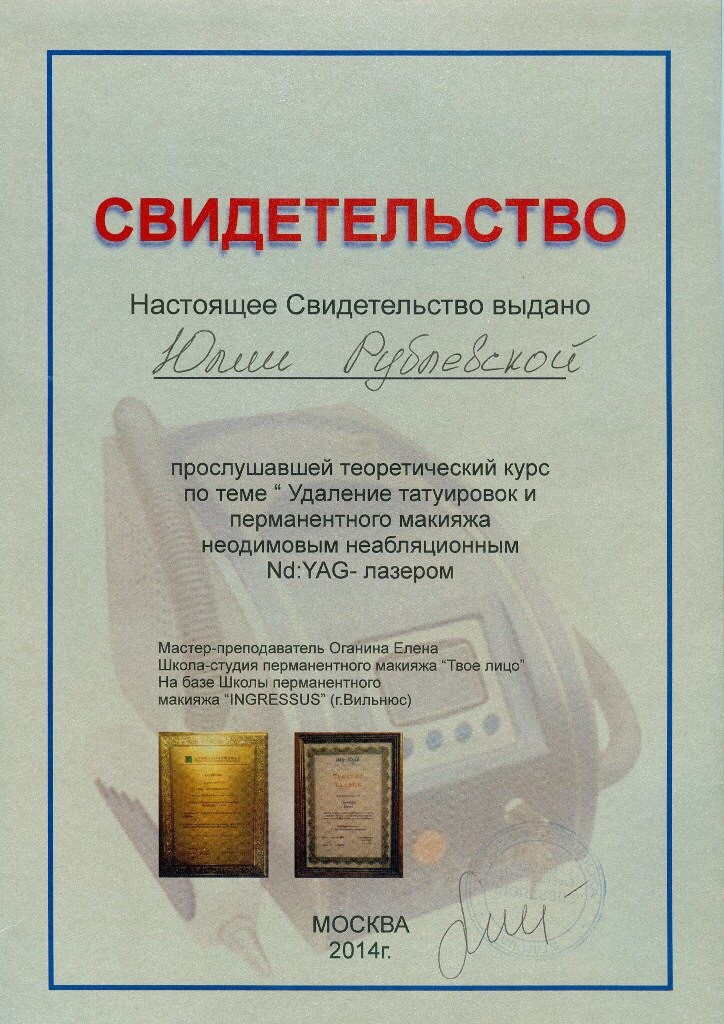 СВИДЕТЕЛЬСТВО
Настоящее Свидетельство выдано
Юлии Рублевской
прослушавшей теоретический курс
по теме “ Удаление татуировок и
перманентного макияжа
неодимовым неабляционным
Nd:YAG- лазером
Мастер-преподаватель Оганина Елена
Школа-студия перманентного макияжа “Твое лицо”
На базе Школы перманентного
макияжа “INGRESSUS” (г.Вильнюс)
МОСКВА
2014г.